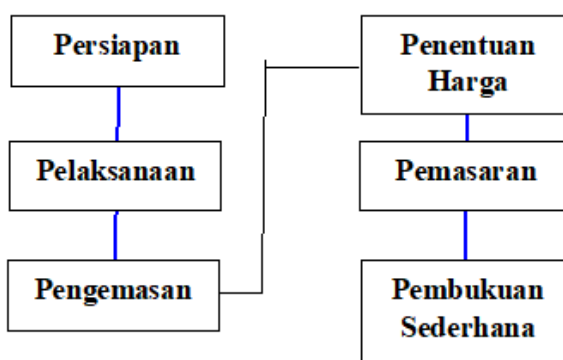 Persiapan
Pelaksanaan
Pengemasan
Penentuan
Harga
Pemasaran
Pembukuan
Sederhana